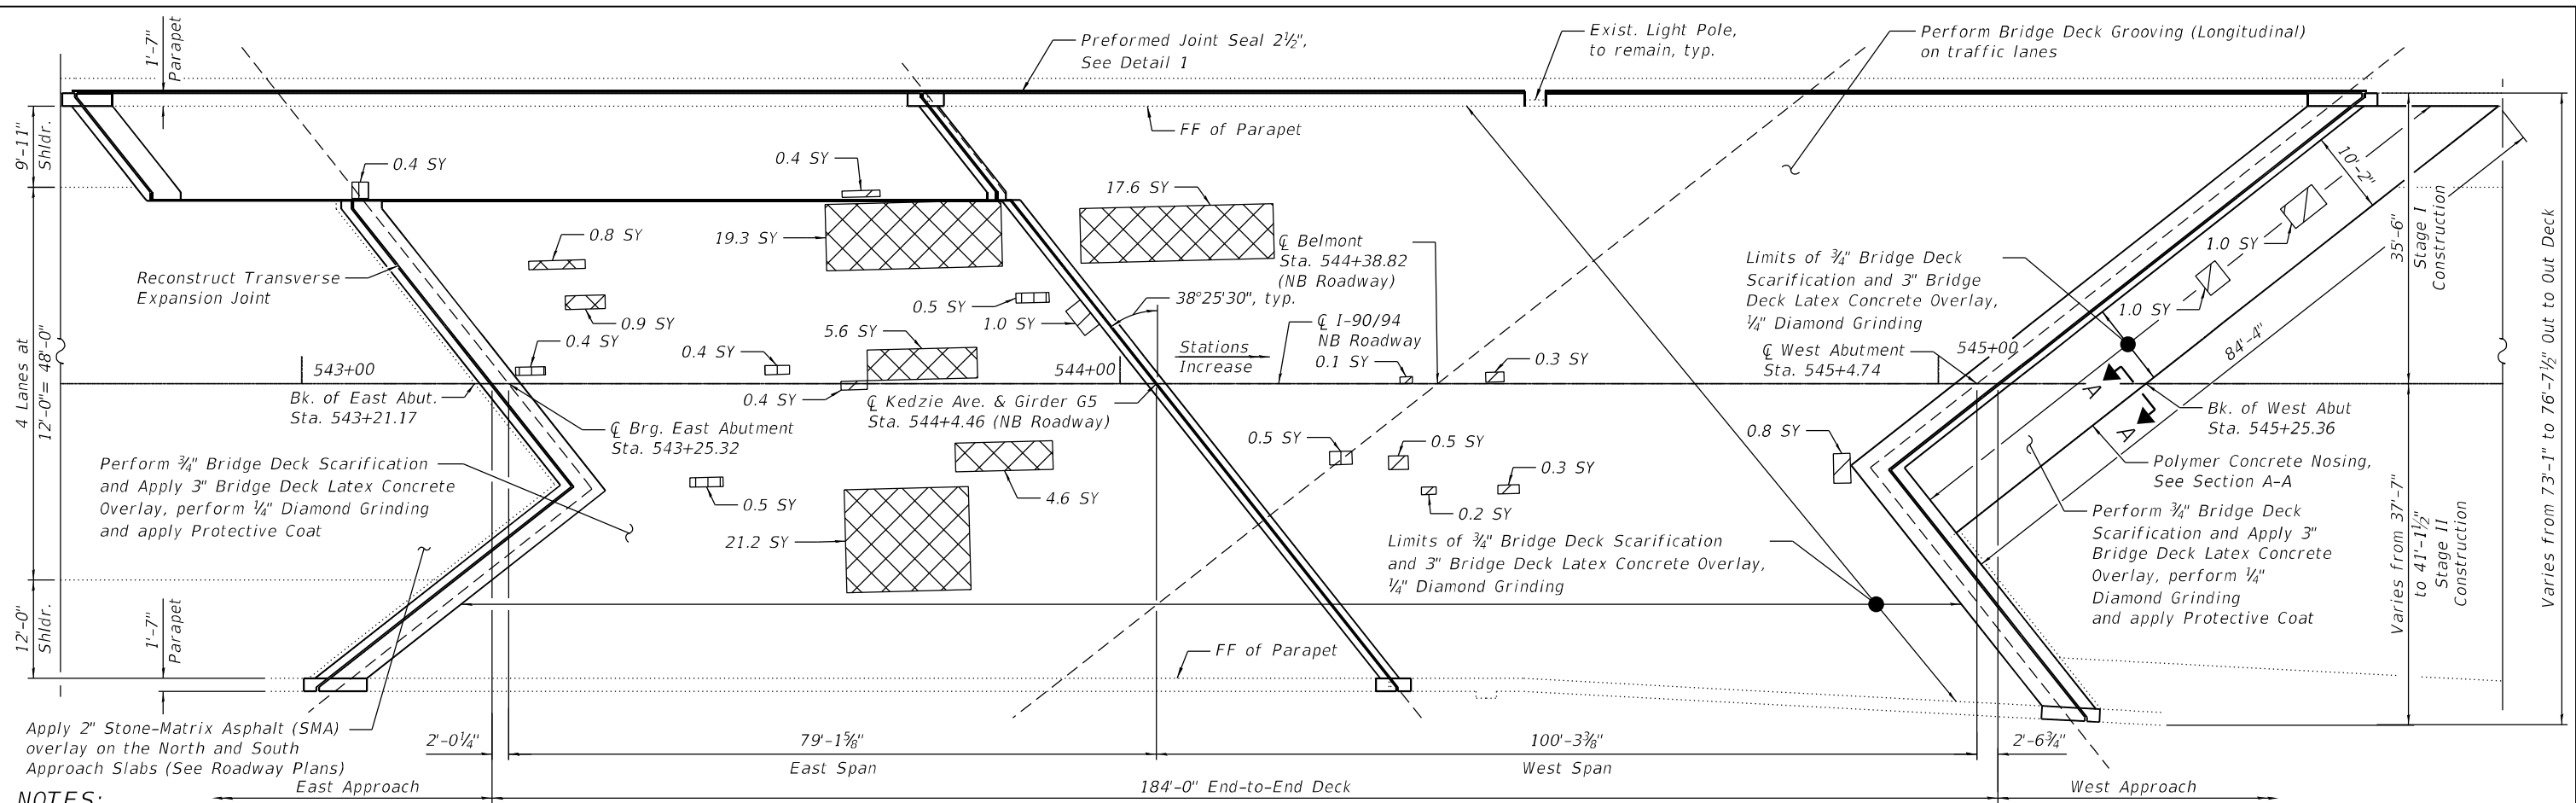 1'-7"
Parapet
Preformed Joint Seal 2½",
See Detail 1
Exist. Light Pole,
to remain, typ.
Perform Bridge Deck Grooving (Longitudinal)
on traffic lanes
FF of Parapet
9'-11"
Shldr.
0.4 SY
0.4 SY
17.6 SY
10'-2"
0.8 SY
19.3 SY
℄ Belmont
Sta. 544+38.82
(NB Roadway)
1.0 SY
35'-6"
Stage I
Construction
Varies from 73'-1" to 76'-7½" Out to Out Deck
Reconstruct Transverse
Expansion Joint
Limits of ¾" Bridge Deck
Scarification and 3" Bridge
Deck Latex Concrete Overlay,
¼" Diamond Grinding
0.9 SY
0.5 SY
1.0 SY
38°25'30", typ.
1.0 SY
5.6 SY
℄ I-90/94
NB Roadway
84'-4"
4 Lanes at
12'-0"= 48'-0"
0.4 SY
0.4 SY
Stations
Increase
0.1 SY
0.3 SY
℄ West Abutment
Sta. 545+4.74
545+00
543+00
544+00
Bk. of East Abut.
Sta. 543+21.17
0.4 SY
℄ Kedzie Ave. & Girder G5
Sta. 544+4.46 (NB Roadway)
A
A
Bk. of West Abut
Sta. 545+25.36
℄ Brg. East Abutment
Sta. 543+25.32
0.5 SY
0.5 SY
0.8 SY
Perform ¾" Bridge Deck Scarification
and Apply 3" Bridge Deck Latex Concrete
Overlay, perform ¼" Diamond Grinding
and apply Protective Coat
Polymer Concrete Nosing,
See Section A-A
0.3 SY
0.5 SY
4.6 SY
0.2 SY
21.2 SY
Limits of ¾" Bridge Deck Scarification
and 3" Bridge Deck Latex Concrete Overlay,
¼" Diamond Grinding
Perform ¾" Bridge Deck
Scarification and Apply 3"
Bridge Deck Latex Concrete
Overlay, perform ¼"
Diamond Grinding
and apply Protective Coat
Varies from 37'-7"
to 41'-1½"
Stage II
Construction
12'-0"
Shldr.
1'-7"
Parapet
FF of Parapet
Apply 2" Stone-Matrix Asphalt (SMA)
overlay on the North and South
Approach Slabs (See Roadway Plans)
2'-0¼"
79'-1⅝"
East Span
100'-3⅜"
West Span
2'-6¾"
East Approach
184'-0" End-to-End Deck
West Approach
NOTES: